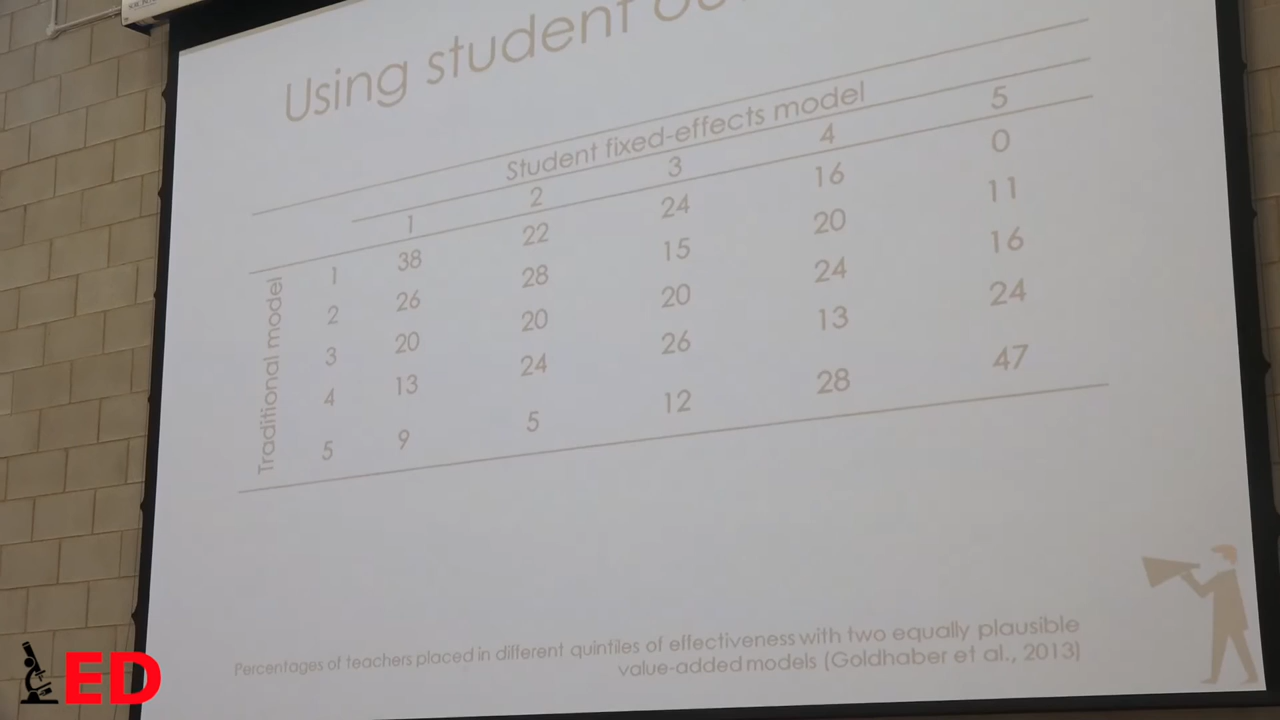 Using student
Student fixed-effects model
1 2 3 4 5
Traditional model
1 38 22 24 16 0
2 26 28 15 20 11
3 20 20 20 24 16
4 13 24 26 13 24
5 9 5 12 28 47
Percentages of teachers placed in different quintiles of effectiveness with two equally plausible
value-added models (Goldhaber et al., 2013)
ED